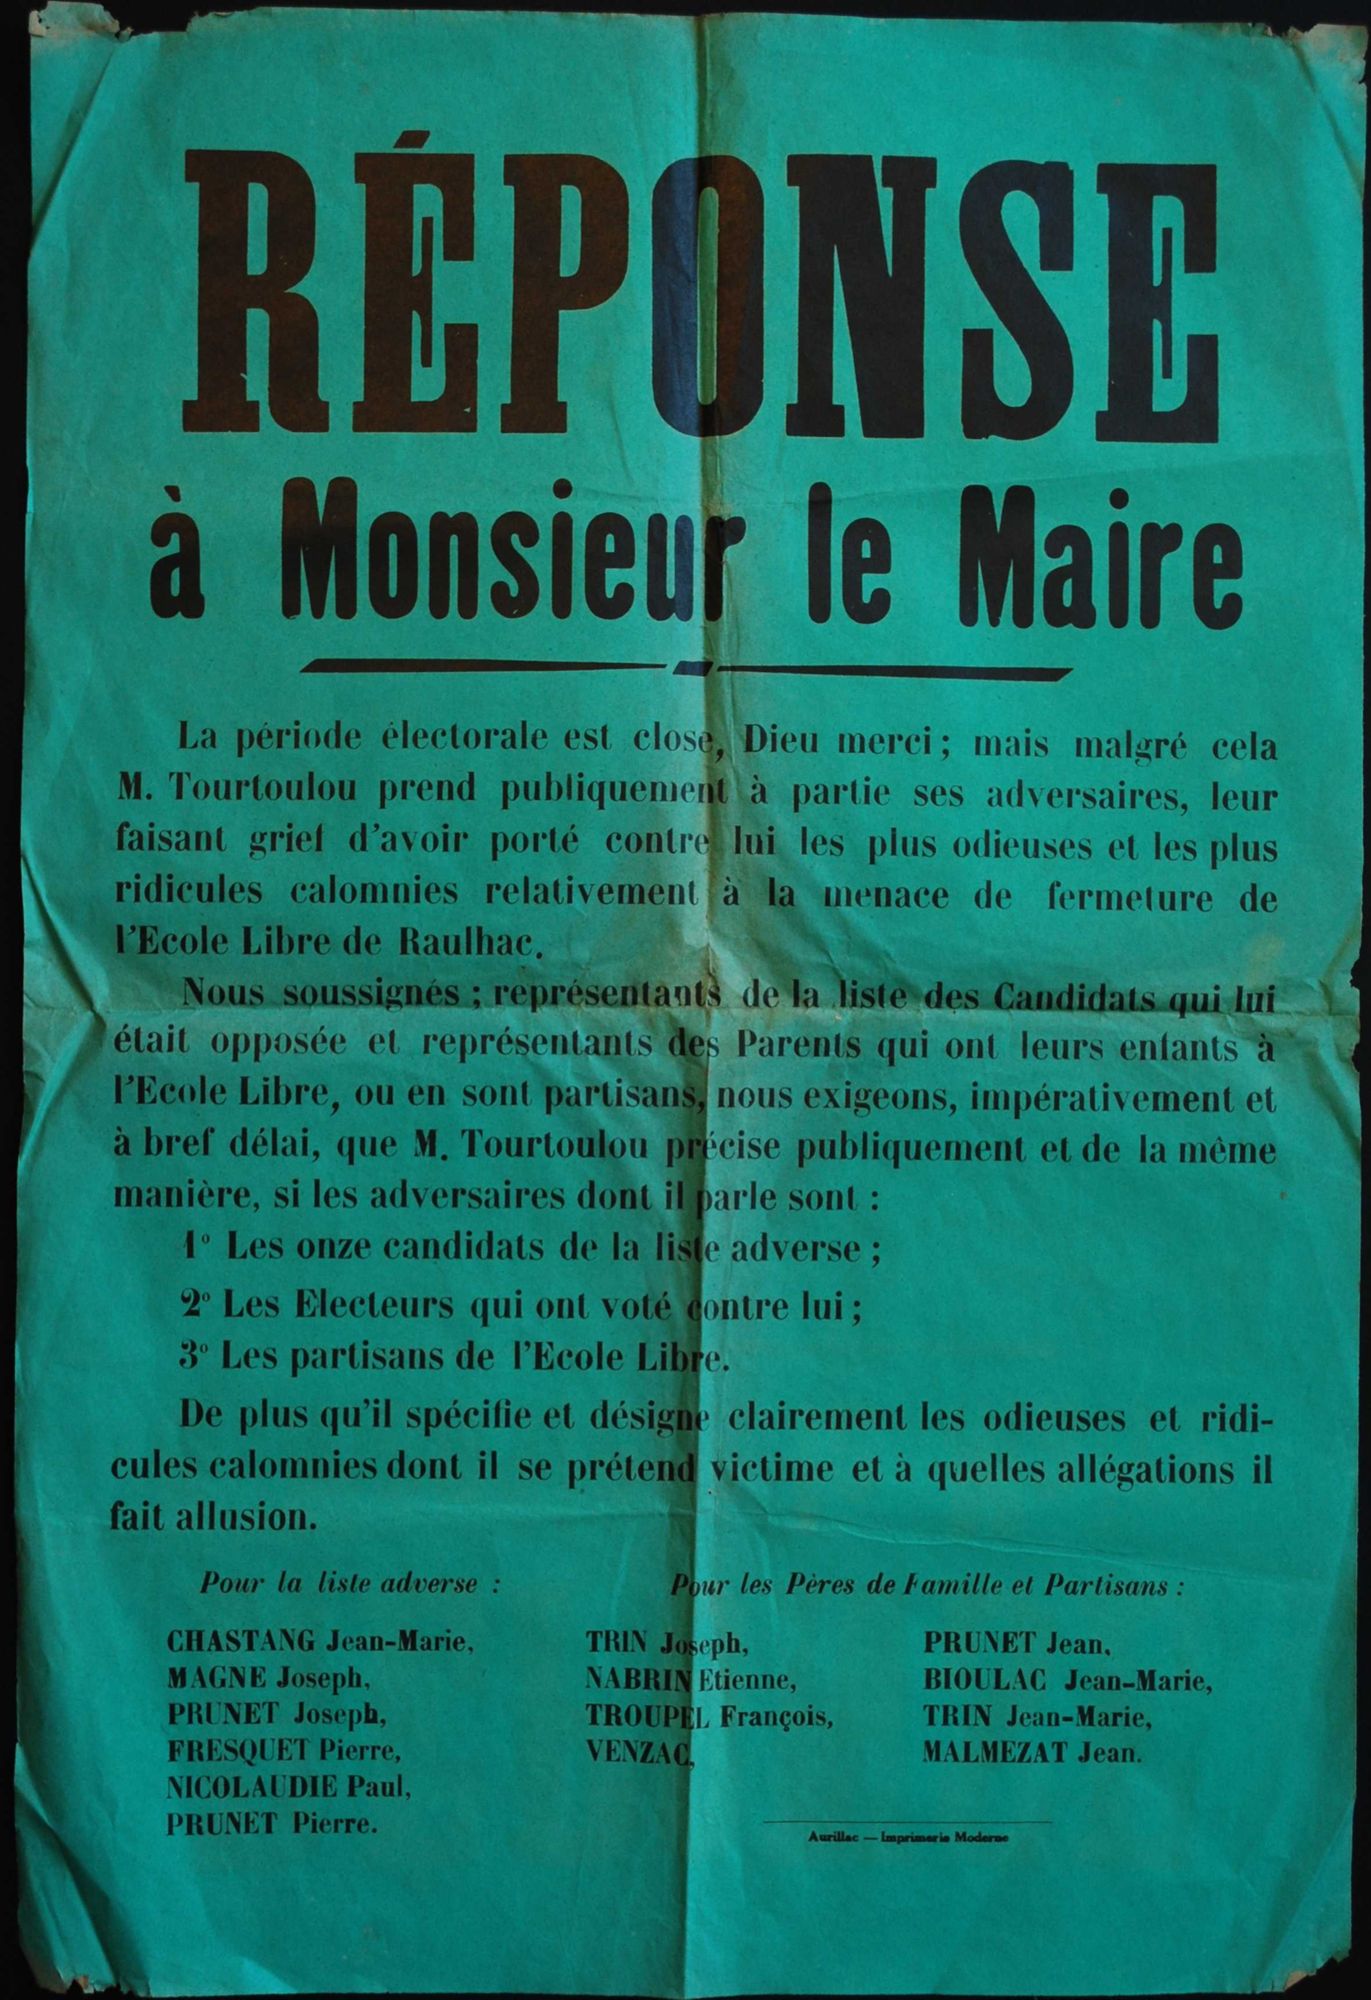 RÉPONSE
à Monsieur le Maire
La période électorale est close, Dieu merci ; mais malgré cela
M. Tourtoulou prend publiquement à partie ses adversaires, leur
faisant grief d'avoir porté contre lui les plus odieuses et les plus
ridicules calomnies relativement à la menace de fermeture de
l'Ecole Libre de Raulhac.
Nous soussignés ; représentants de la liste des Candidats qui lui
était opposée et représentants des Parents qui ont leurs enfants à
l'Ecole Libre, ou en sont partisans, nous exigeons, impérativement et
à bref délai, que M. Tourtoulou précise publiquement et de la même
manière, si les adversaires dont il parle sont :
1° Les onze candidats de la liste adverse ;
2° Les Electeurs qui ont voté contre lui ;
3° Les partisans de l'Ecole Libre.
De plus qu'il spécifie et désigne clairement les odieuses et ridi-
cules calomnies dont il se prétend victime et à quelles allégations il
fait allusion.
Pour la liste adverse :
CHASTANG Jean-Marie,
MAGNE Joseph,
PRUNET Joseph,
FRESQUET Pierre,
NICOLAUDIE Paul,
PRUNET Pierre.
Pour les Pères de Famille et Partisans :
TRIN Joseph,
NABRIN Etienne,
TROUPEL François,
VENZAC,
PRUNET Jean,
BIOULAC Jean-Marie,
TRIN Jean-Marie,
MALMEZAT Jean.
Aurillac — Imprimerie Moderne